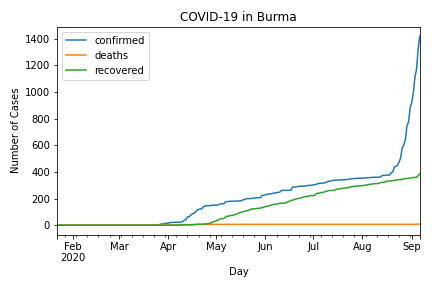 COVID-19 in Burma
confirmed
deaths
recovered
Number of Cases
1400
1200
1000
800
600
400
200
0
Feb Mar Apr May Jun Jul Aug Sep
2020
Day